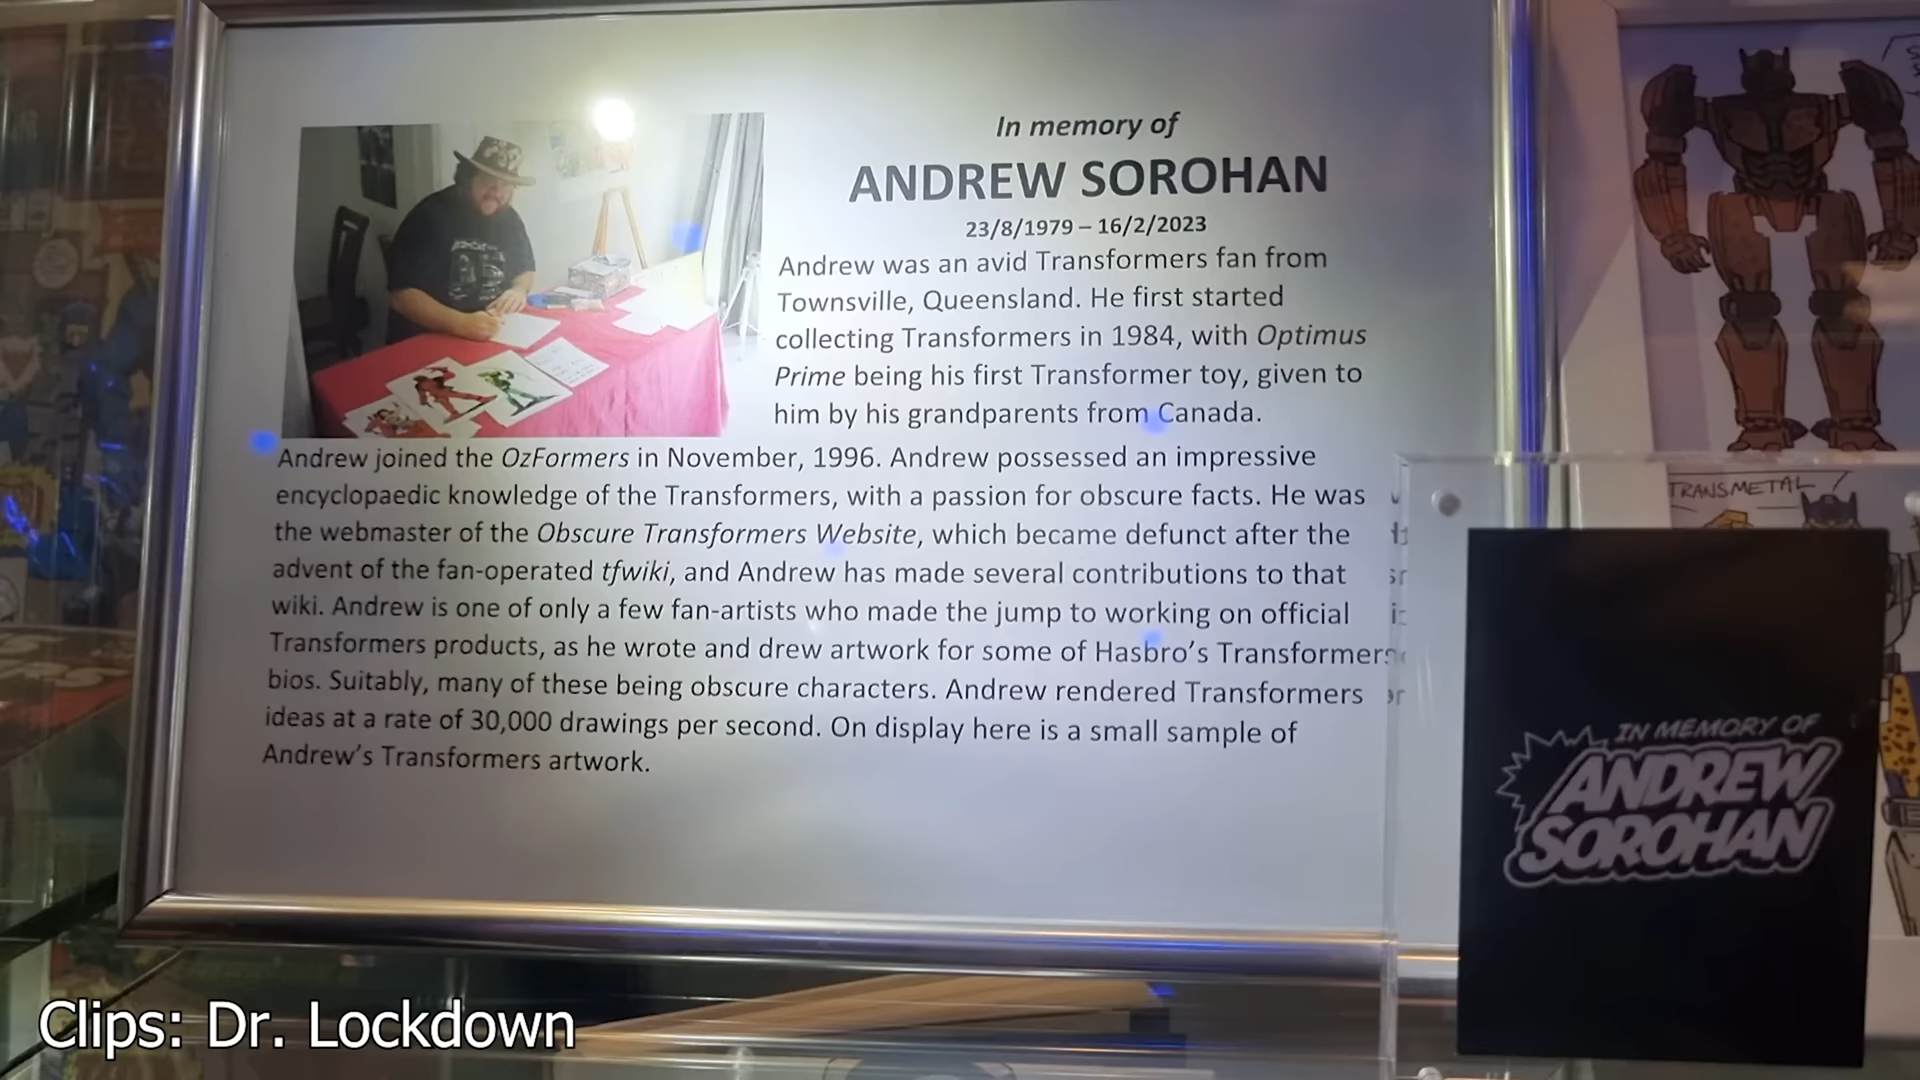 In memory of
ANDREW SOROHAN
23/8/1979 – 16/2/2023
Andrew was an avid Transformers fan from
Townsville, Queensland. He first started
collecting Transformers in 1984, with Optimus
Prime being his first Transformer toy, given to
him by his grandparents from Canada.
Andrew joined the OzFormers in November, 1996. Andrew possessed an impressive
encyclopaedic knowledge of the Transformers, with a passion for obscure facts. He was
the webmaster of the Obscure Transformers Website, which became defunct after the
advent of the fan-operated tfwiki, and Andrew has made several contributions to that
wiki. Andrew is one of only a few fan-artists who made the jump to working on official
Transformers products, as he wrote and drew artwork for some of Hasbro's Transformers
bios. Suitably, many of these being obscure characters. Andrew rendered Transformers
ideas at a rate of 30,000 drawings per second. On display here is a small sample of
Andrew's Transformers artwork.
TRANSMETAL
IN MEMORY OF
ANDREW
SOROHAN
Clips: Dr. Lockdown